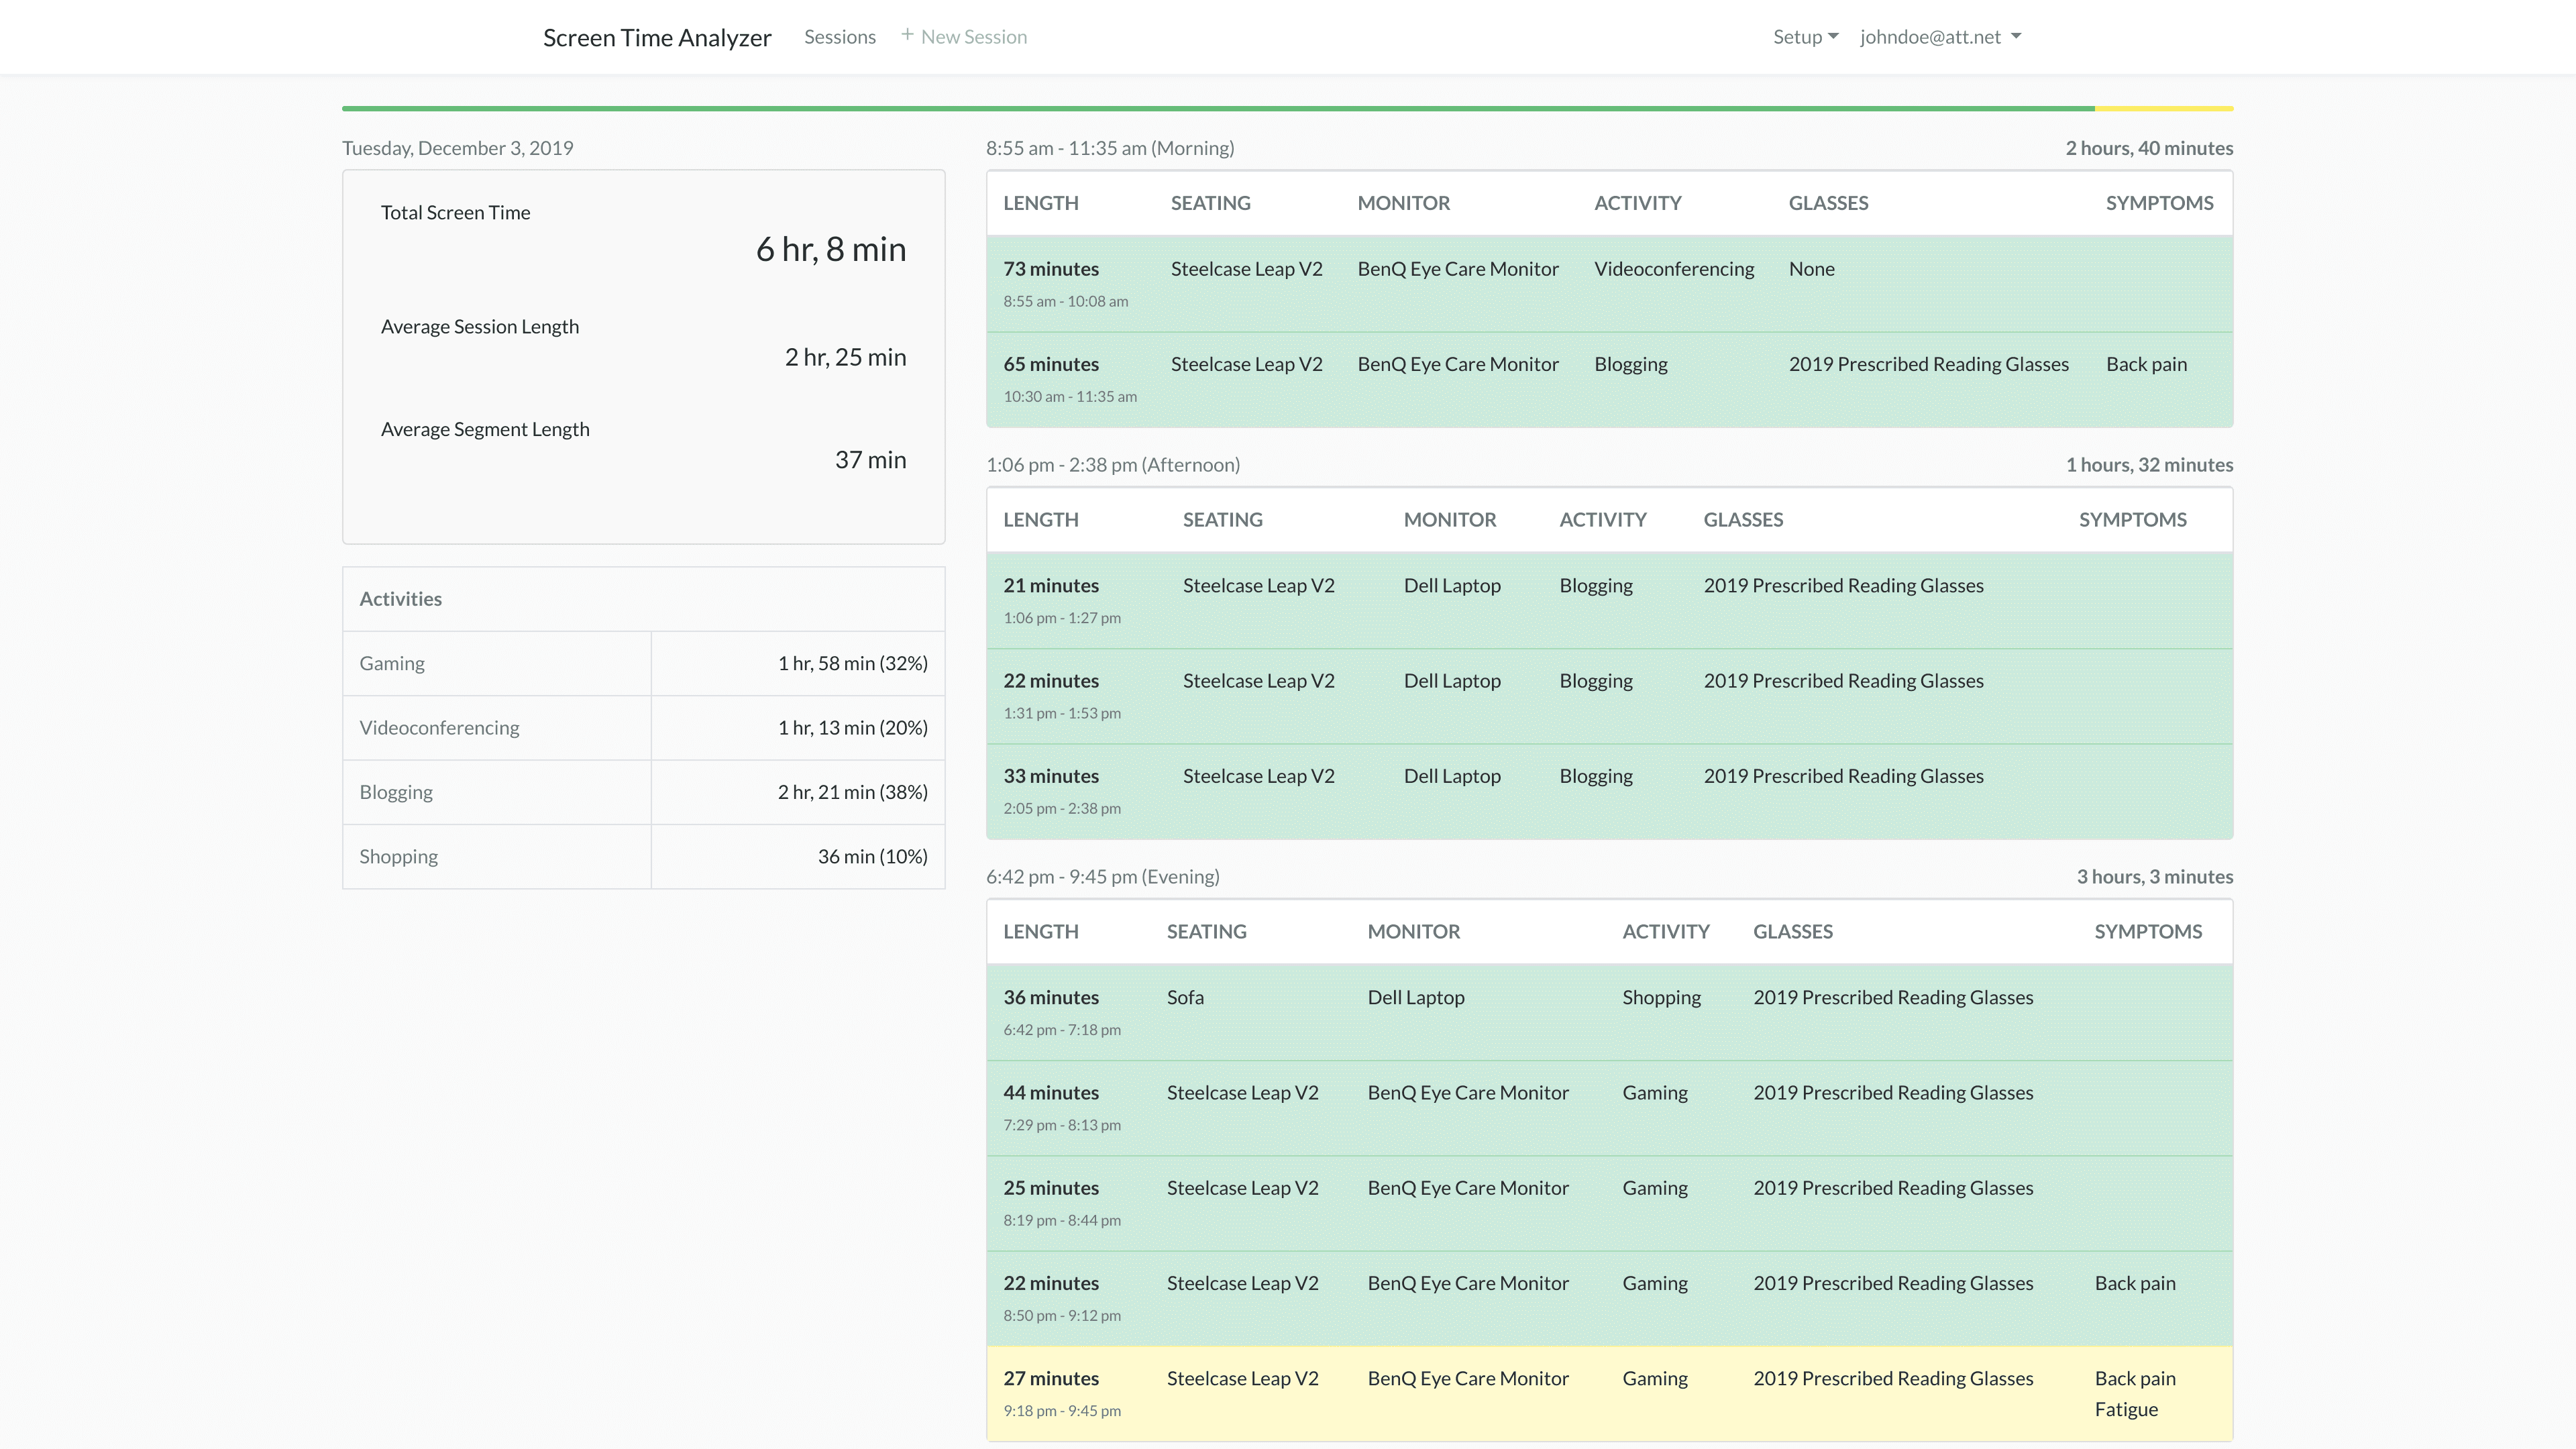 Screen Time Analyzer Sessions + New Session Setup johndoe@att.net
Tuesday, December 3, 2019
Total Screen Time
6 hr, 8 min
Average Session Length
2 hr, 25 min
Average Segment Length
37 min
Activities
Gaming 1 hr, 58 min (32%)
Videoconferencing 1 hr, 13 min (20%)
Blogging 2 hr, 21 min (38%)
Shopping 36 min (10%)
8:55 am - 11:35 am (Morning) 2 hours, 40 minutes
LENGTH SEATING MONITOR ACTIVITY GLASSES SYMPTOMS
73 minutes Steelcase Leap V2 BenQ Eye Care Monitor Videoconferencing None
8:55 am - 10:08 am
65 minutes Steelcase Leap V2 BenQ Eye Care Monitor Blogging 2019 Prescribed Reading Glasses Back pain
10:30 am - 11:35 am
1:06 pm - 2:38 pm (Afternoon) 1 hours, 32 minutes
LENGTH SEATING MONITOR ACTIVITY GLASSES SYMPTOMS
21 minutes Steelcase Leap V2 Dell Laptop Blogging 2019 Prescribed Reading Glasses
1:06 pm - 1:27 pm
22 minutes Steelcase Leap V2 Dell Laptop Blogging 2019 Prescribed Reading Glasses
1:31 pm - 1:53 pm
33 minutes Steelcase Leap V2 Dell Laptop Blogging 2019 Prescribed Reading Glasses
2:05 pm - 2:38 pm
6:42 pm - 9:45 pm (Evening) 3 hours, 3 minutes
LENGTH SEATING MONITOR ACTIVITY GLASSES SYMPTOMS
36 minutes Sofa Dell Laptop Shopping 2019 Prescribed Reading Glasses
6:42 pm - 7:18 pm
44 minutes Steelcase Leap V2 BenQ Eye Care Monitor Gaming 2019 Prescribed Reading Glasses
7:29 pm - 8:13 pm
25 minutes Steelcase Leap V2 BenQ Eye Care Monitor Gaming 2019 Prescribed Reading Glasses
8:19 pm - 8:44 pm
22 minutes Steelcase Leap V2 BenQ Eye Care Monitor Gaming 2019 Prescribed Reading Glasses Back pain
8:50 pm - 9:12 pm
27 minutes Steelcase Leap V2 BenQ Eye Care Monitor Gaming 2019 Prescribed Reading Glasses Back pain
9:18 pm - 9:45 pm Fatigue